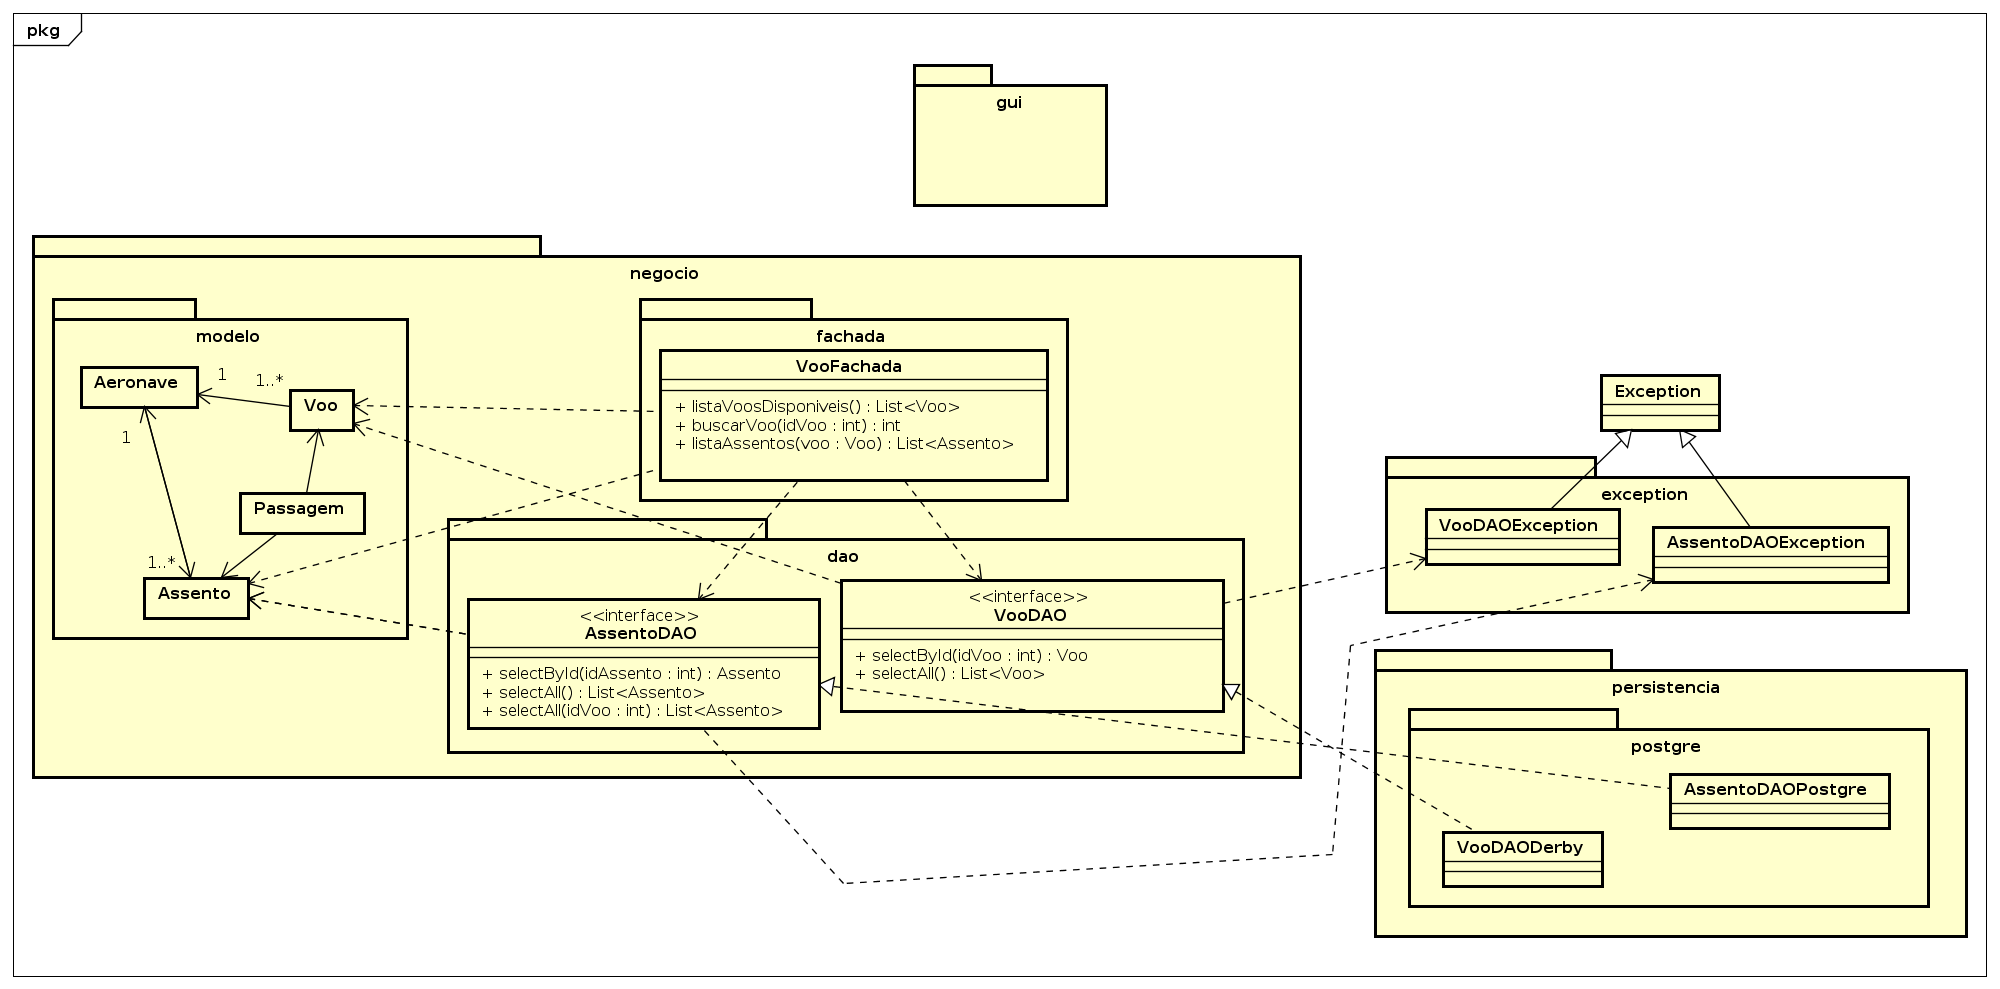 pkg
gui
negocio
modelo
Aeronave
1
1..*
Voo
1
Passagem
1..*
Assento
fachada
VooFachada
+ listaVoosDisponiveis() : List<Voo>
+ buscarVoo(idVoo : int) : int
+ listaAssentos(voo : Voo) : List<Assento>
dao
<<interface>>
AssentoDAO
+ selectById(idAssento : int) : Assento
+ selectAll() : List<Assento>
+ selectAll(idVoo : int) : List<Assento>
<<interface>>
VooDAO
+ selectById(idVoo : int) : Voo
+ selectAll() : List<Voo>
Exception
exception
VooDAOException
AssentoDAOException
persistencia
postgre
AssentoDAOPostgre
VooDAODerby